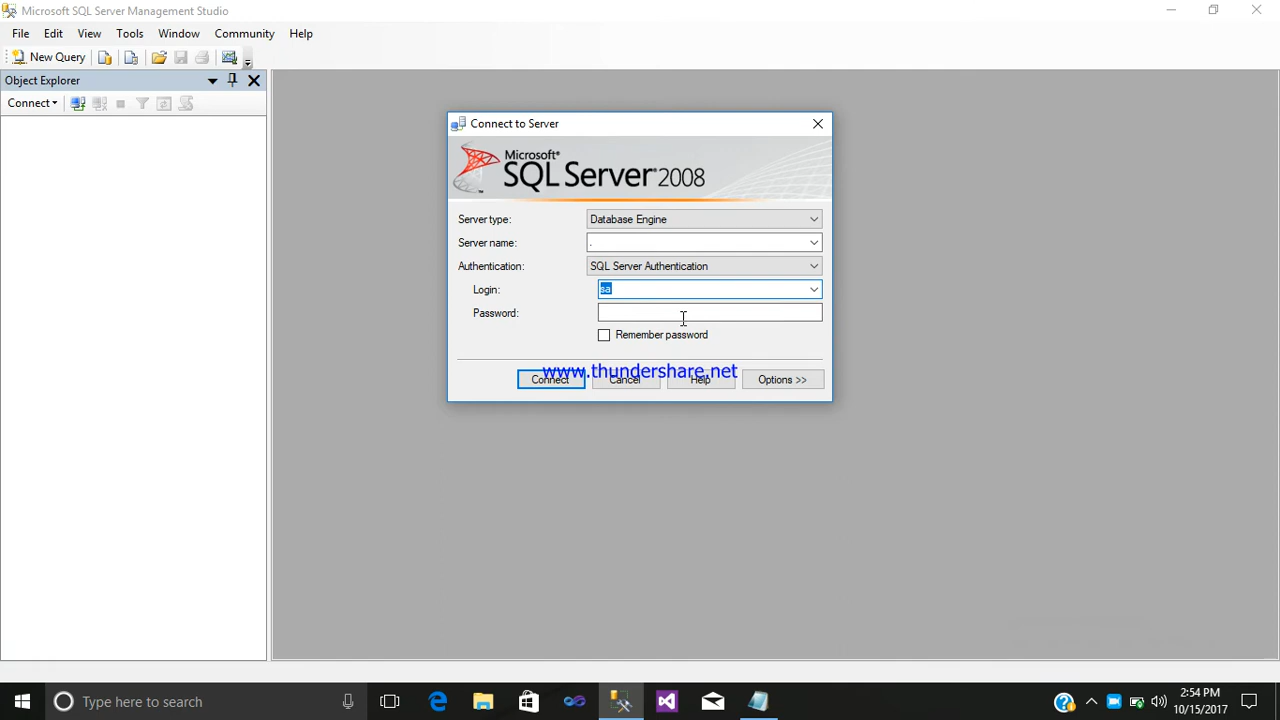 Microsoft SQL Server Management Studio
File Edit View Tools Window Community Help
New Query
Object Explorer
Connect
Connect to Server
Microsoft®
SQL Server® 2008
Server type: Database Engine
Server name: .
Authentication: SQL Server Authentication
Login: sa
Password:
Remember password
www.thundershare.net
Connect Cancel Help Options >>
Type here to search
2:54 PM
10/15/2017